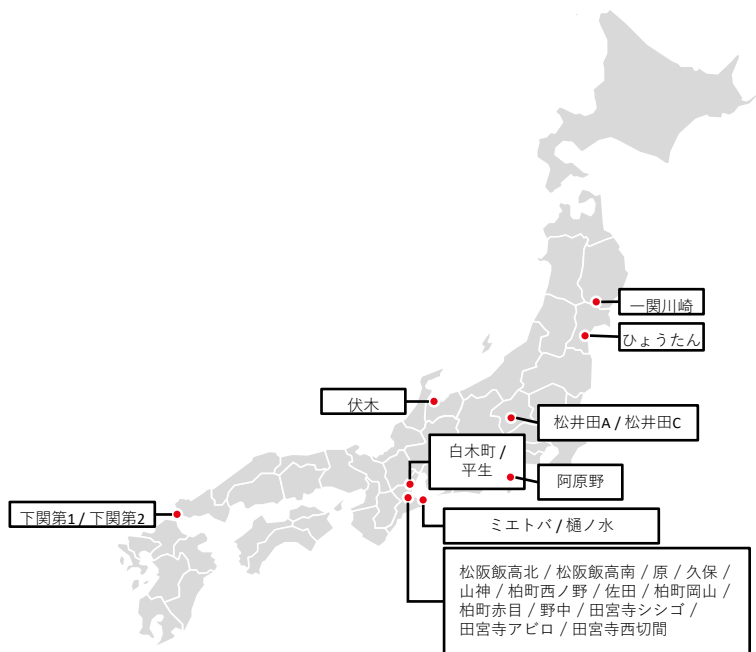 一関川崎
ひょうたん
伏木
松井田A / 松井田C
白木町 /
平生
阿原野
下関第1 / 下関第2
ミエトバ / 樋ノ水
松阪飯高北 / 松阪飯高南 / 原 / 久保 /
山神 / 柏町西ノ野 / 佐田 / 柏町岡山 /
柏町赤目 / 野中 / 田宮寺シシゴ /
田宮寺アビロ / 田宮寺西切間